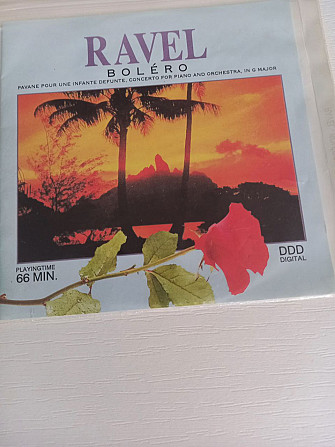 RAVEL
BOLÉRO
PAVANE POUR UNE INFANTE DEFUNTE, CONCERTO FOR PIANO AND ORCHESTRA, IN G MAJOR
PLAYINGTIME
66 MIN.
DDD
DIGITAL